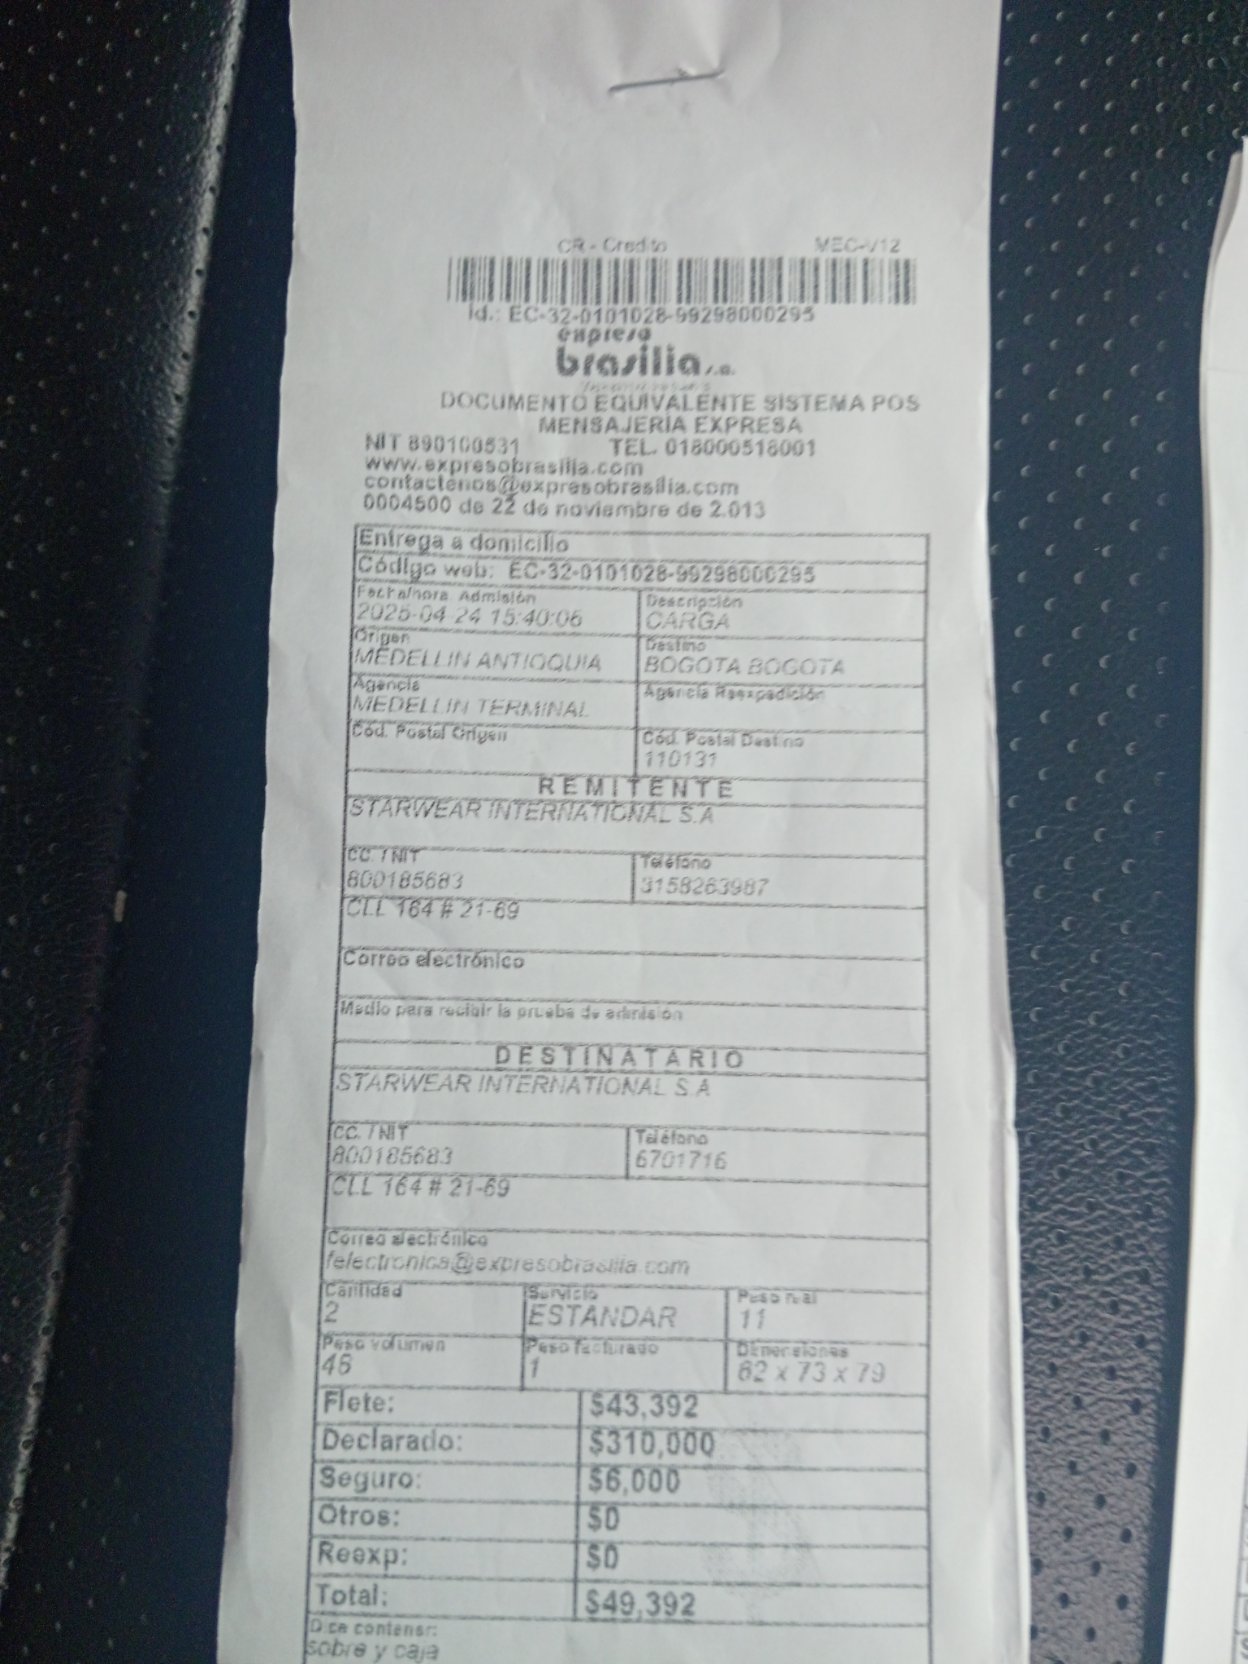 CR - Credito MEC-V12
Id.: EC-32-0101028-99298000295
expreso
brasilia s.a.
DOCUMENTO EQUIVALENTE SISTEMA POS
MENSAJERIA EXPRESA
NIT 890100531 TEL. 018000518001
www.expresobrasilia.com
contactenos@expresobrasilia.com
0004500 de 22 de noviembre de 2.013
Entrega a domicilio
Código web: EC-32-0101028-99298000295
Fecha/hora. Admisión Descripción
2025-04-24 15:40:06 CARGA
Origen Destino
MEDELLIN ANTIOQUIA BOGOTA BOGOTA
Agencia Agencia Reexpedición
MEDELLIN TERMINAL
Cód. Postal Origen Cód. Postal Destino
110131
REMITENTE
STARWEAR INTERNATIONAL S.A
CC. / NIT Teléfono
800185683 3158263987
CLL 164 # 21-69
Correo electrónico
Medio para recibir la prueba de admisión
DESTINATARIO
STARWEAR INTERNATIONAL S.A
CC. / NIT Teléfono
800185683 6701716
CLL 164 # 21-69
Correo electrónico
felectronica@expresobrasilia.com
Cantidad Servicio Peso real
2 ESTANDAR 11
Peso volumen Peso facturado Dimensiones
46 1 62 x 73 x 79
Flete: $43,392
Declarado: $310,000
Seguro: $6,000
Otros: $0
Reexp: $0
Total: $49,392
Dice contener:
sobre y caja